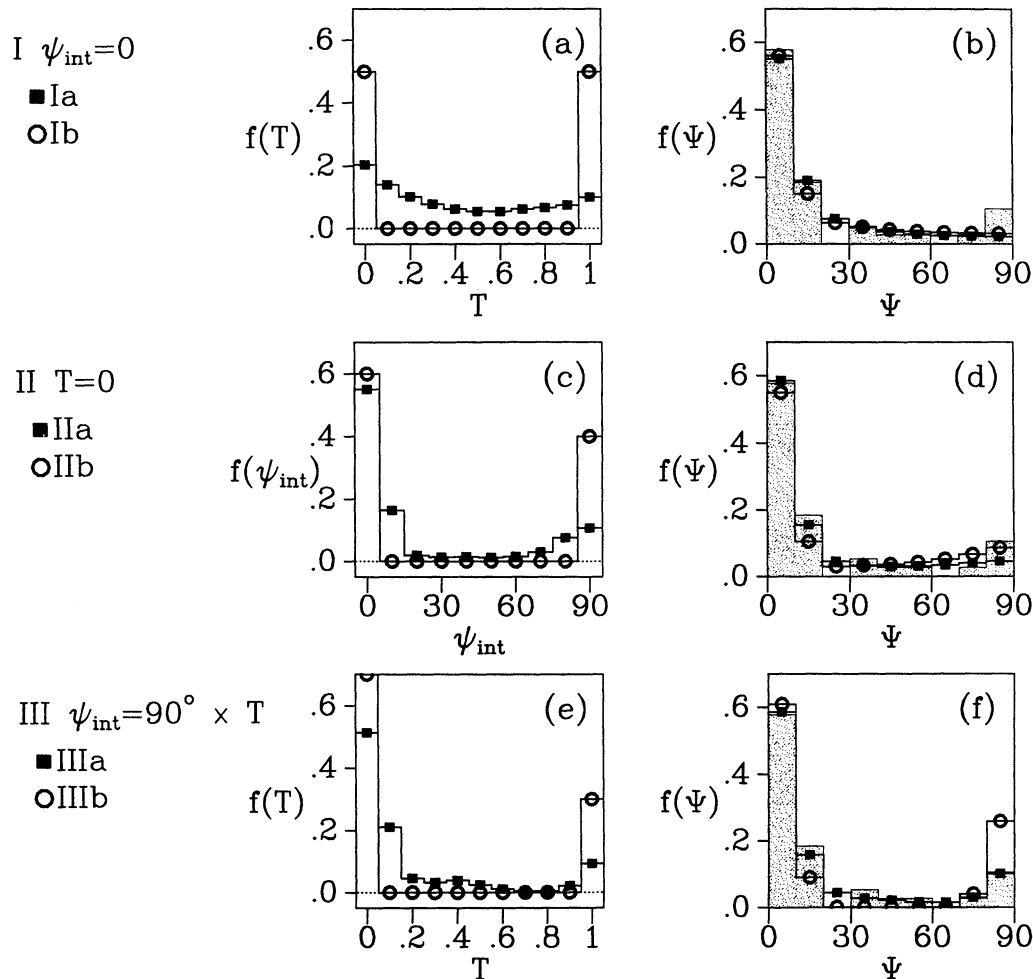 I ψint=0
■ Ia
○ Ib
(a)
.6
.4
f(T)
.2
.0
0 .2 .4 .6 .8 1
T
(b)
.6
.4
f(Ψ)
.2
.0
0 30 60 90
Ψ
II T=0
■ IIa
○ IIb
(c)
.6
.4
f(ψint)
.2
.0
0 30 60 90
ψint
(d)
.6
.4
f(Ψ)
.2
.0
0 30 60 90
Ψ
III ψint=90° × T
■ IIIa
○ IIIb
(e)
.6
.4
f(T)
.2
.0
0 .2 .4 .6 .8 1
T
(f)
.6
.4
f(Ψ)
.2
.0
0 30 60 90
Ψ